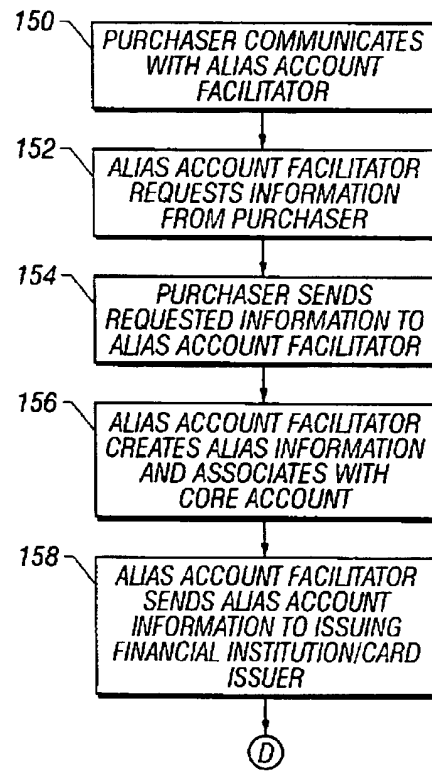 150
PURCHASER COMMUNICATES
WITH ALIAS ACCOUNT
FACILITATOR
152
ALIAS ACCOUNT FACILITATOR
REQUESTS INFORMATION
FROM PURCHASER
154
PURCHASER SENDS
REQUESTED INFORMATION TO
ALIAS ACCOUNT FACILITATOR
156
ALIAS ACCOUNT FACILITATOR
CREATES ALIAS INFORMATION
AND ASSOCIATES WITH
CORE ACCOUNT
158
ALIAS ACCOUNT FACILITATOR
SENDS ALIAS ACCOUNT
INFORMATION TO ISSUING
FINANCIAL INSTITUTION/CARD
ISSUER
D